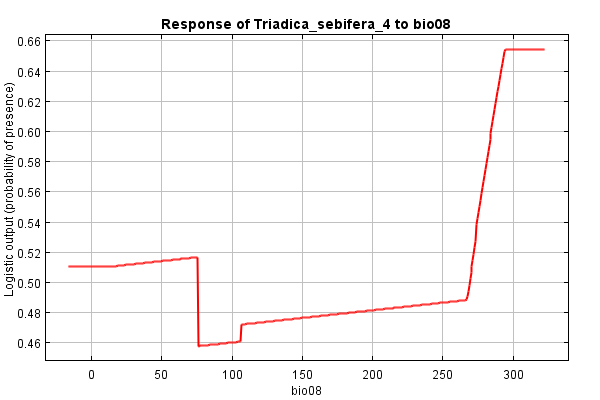 Response of Triadica_sebifera_4 to bio08
Logistic output (probability of presence)
0.66
0.64
0.62
0.60
0.58
0.56
0.54
0.52
0.50
0.48
0.46
0 50 100 150 200 250 300
bio08